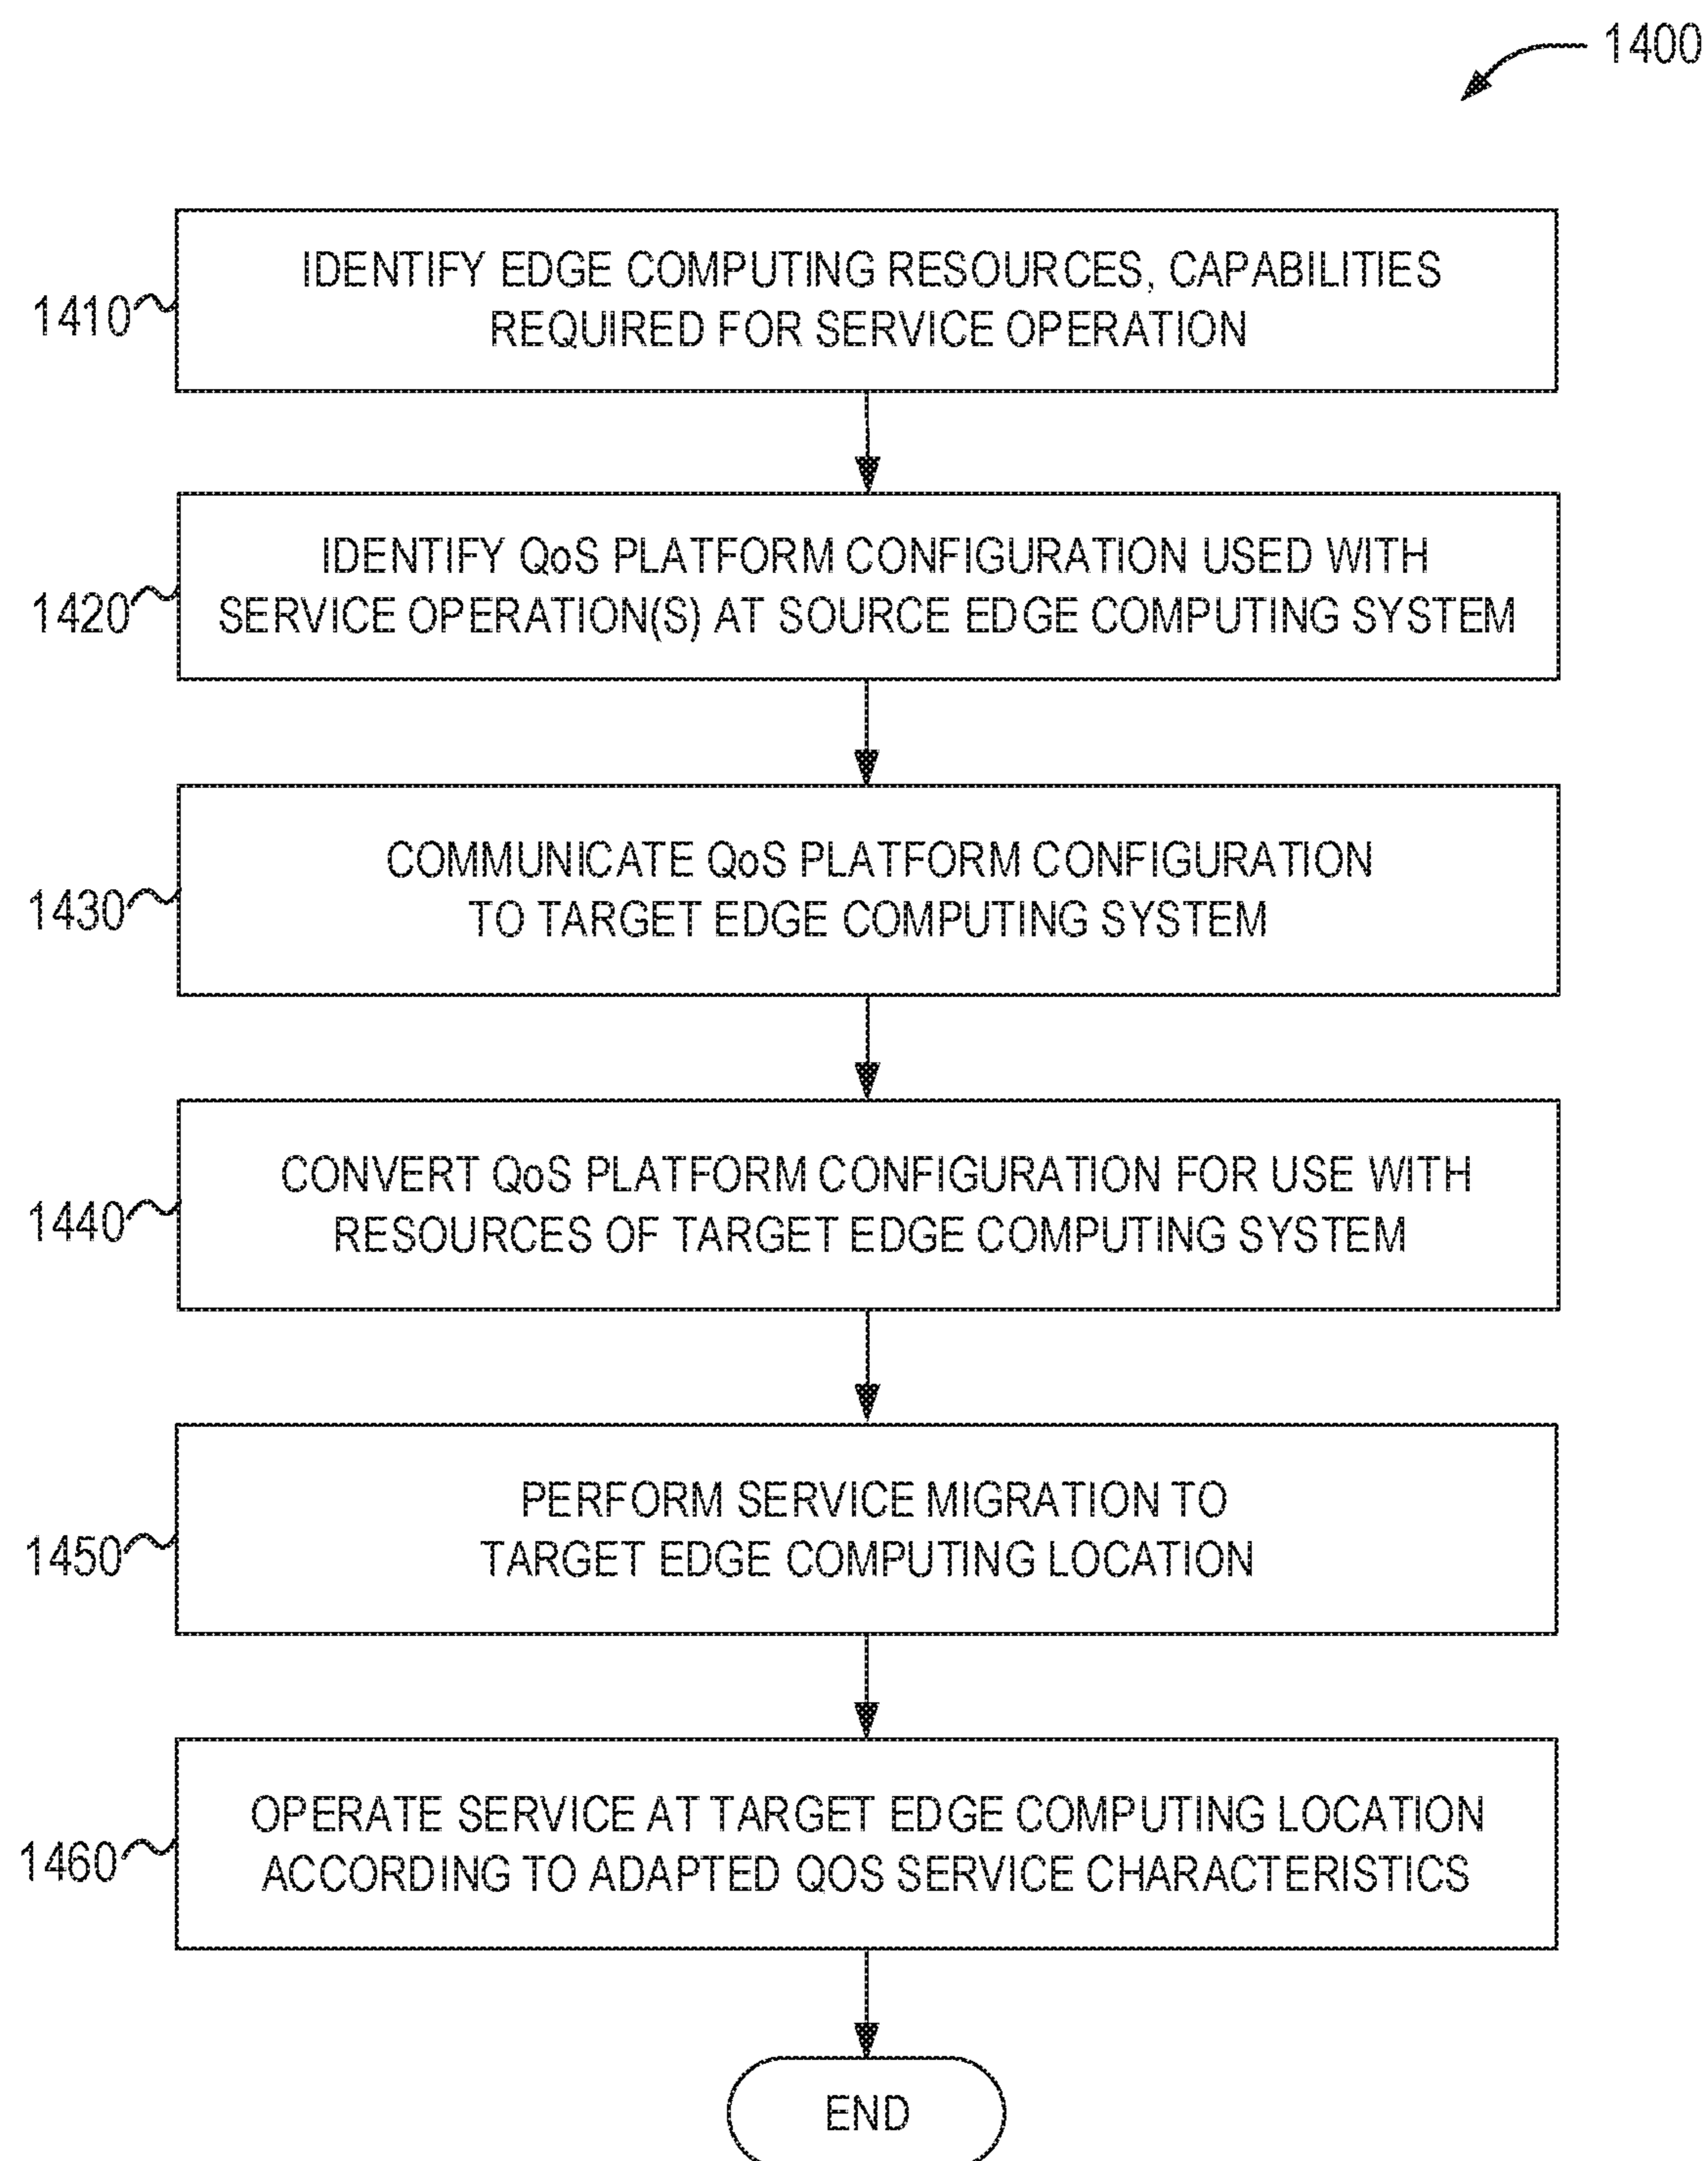 1400
1410
IDENTIFY EDGE COMPUTING RESOURCES, CAPABILITIES
REQUIRED FOR SERVICE OPERATION
1420
IDENTIFY QoS PLATFORM CONFIGURATION USED WITH
SERVICE OPERATION(S) AT SOURCE EDGE COMPUTING SYSTEM
1430
COMMUNICATE QoS PLATFORM CONFIGURATION
TO TARGET EDGE COMPUTING SYSTEM
1440
CONVERT QoS PLATFORM CONFIGURATION FOR USE WITH
RESOURCES OF TARGET EDGE COMPUTING SYSTEM
1450
PERFORM SERVICE MIGRATION TO
TARGET EDGE COMPUTING LOCATION
1460
OPERATE SERVICE AT TARGET EDGE COMPUTING LOCATION
ACCORDING TO ADAPTED QOS SERVICE CHARACTERISTICS
END